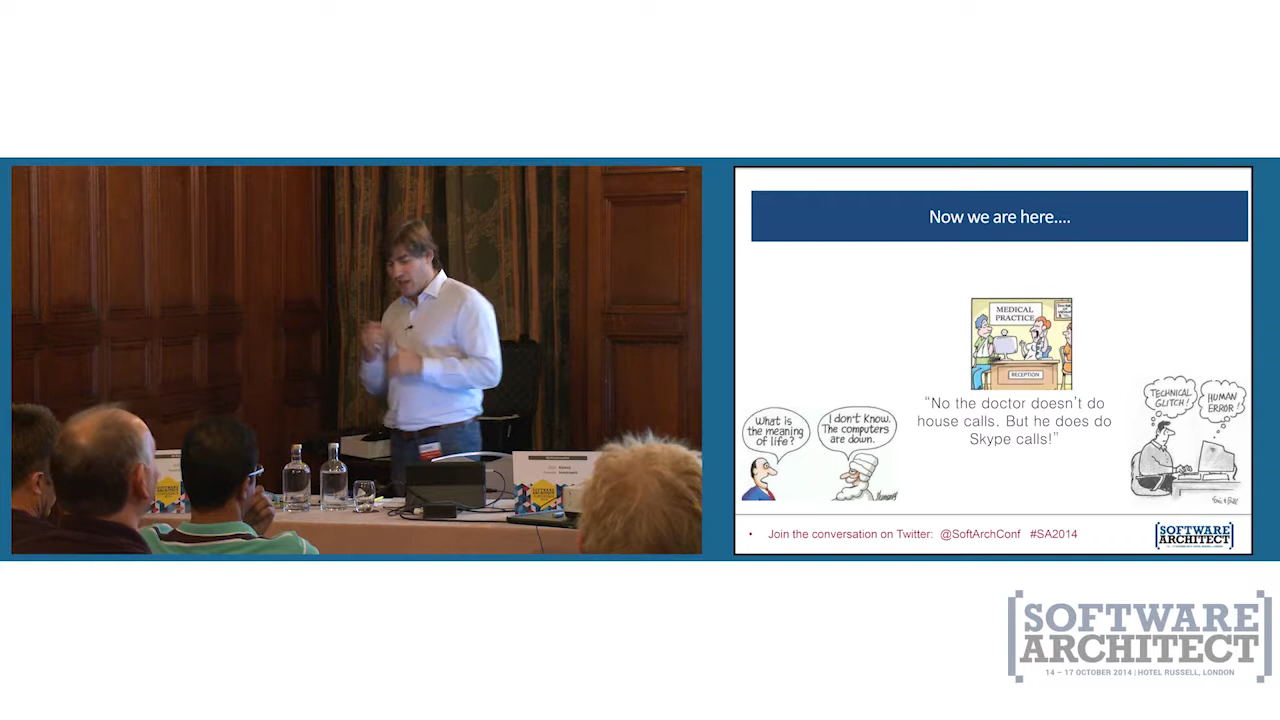 Now we are here....
MEDICAL
PRACTICE
RECEPTION
“No the doctor doesn’t do
house calls. But he does do
Skype calls!”
What is
the meaning
of life?
I don't know.
The computers
are down.
TECHNICAL
GLITCH!
HUMAN
ERROR!
• Join the conversation on Twitter: @SoftArchConf #SA2014
[SOFTWARE
ARCHITECT]
SOFTWARE
ARCHITECT
[SOFTWARE
ARCHITECT]
14 – 17 OCTOBER 2014 | HOTEL RUSSELL, LONDON